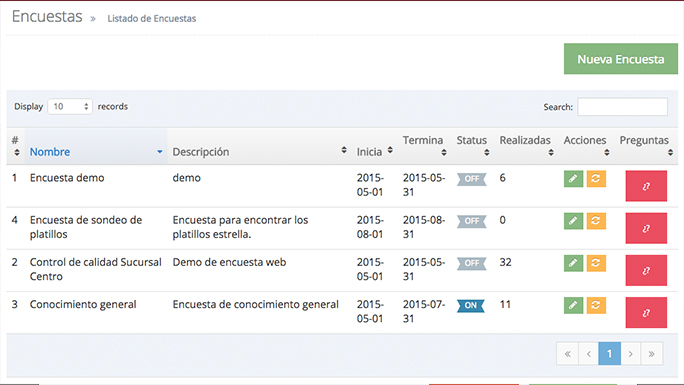 Encuestas » Listado de Encuestas
Nueva Encuesta
Display 10 records Search:
# Nombre Descripción Inicia Termina Status Realizadas Acciones Preguntas
1 Encuesta demo demo 2015-05-01 2015-05-31 OFF 6
4 Encuesta de sondeo de platillos Encuesta para encontrar los platillos estrella. 2015-08-01 2015-08-31 OFF 0
2 Control de calidad Sucursal Centro Demo de encuesta web 2015-05-01 2015-05-31 OFF 32
3 Conocimiento general Encuesta de conocimiento general 2015-05-01 2015-07-31 ON 11
« ‹ 1 › »